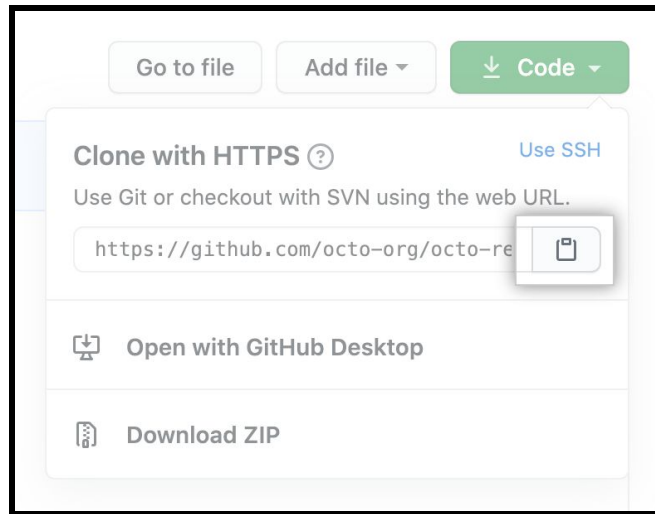 Go to file
Add file
Code
Clone with HTTPS
Use SSH
Use Git or checkout with SVN using the web URL.
https://github.com/octo-org/octo-re
Open with GitHub Desktop
Download ZIP